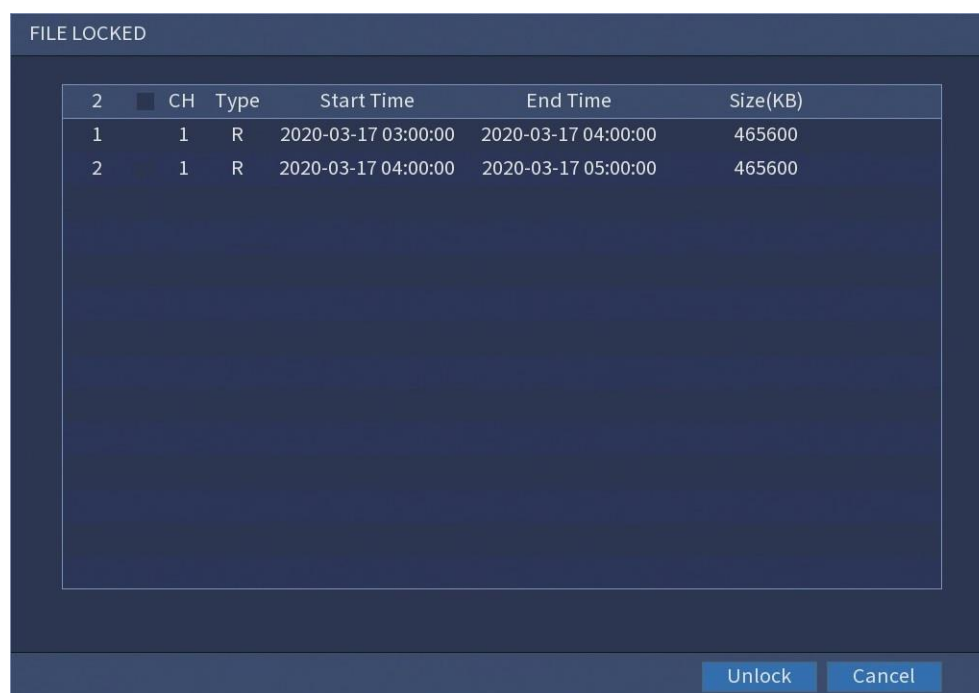 FILE LOCKED
2 CH Type Start Time End Time Size(KB)
1 1 R 2020-03-17 03:00:00 2020-03-17 04:00:00 465600
2 1 R 2020-03-17 04:00:00 2020-03-17 05:00:00 465600
Unlock Cancel